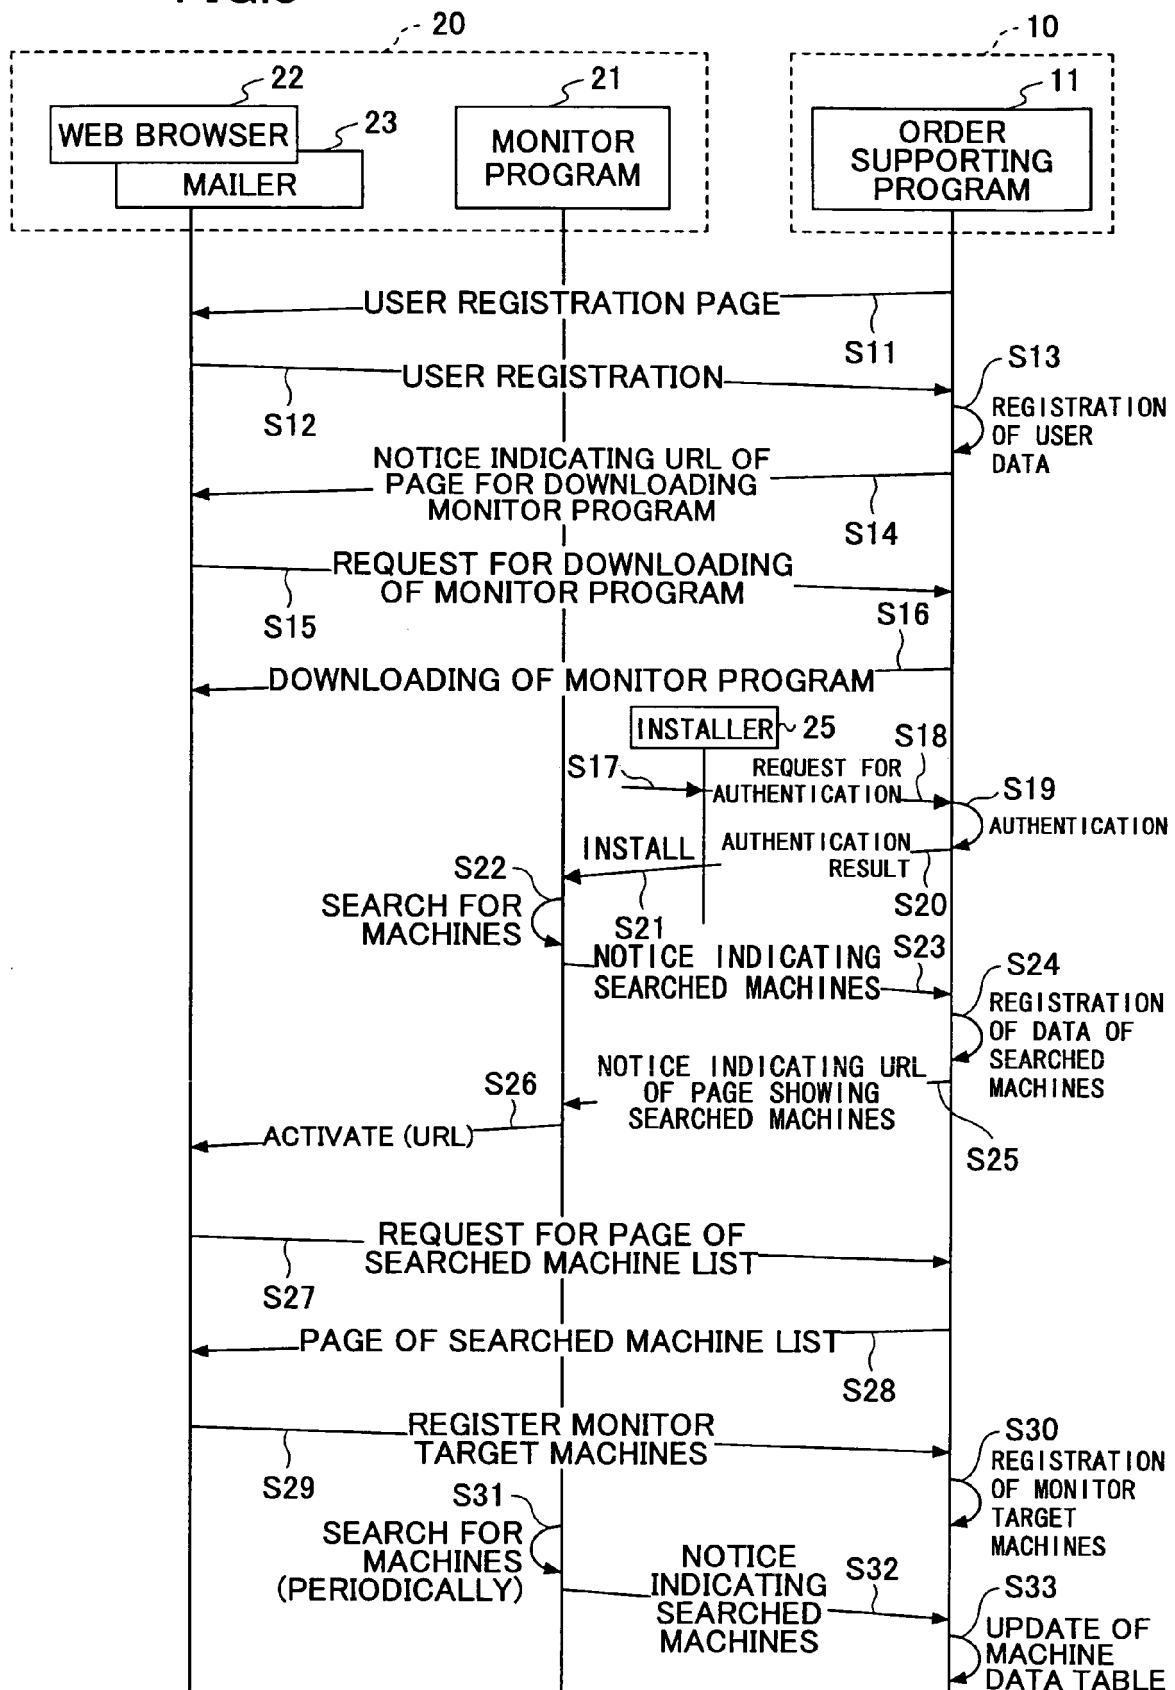 20
10
22
21
11
WEB BROWSER
23
MAILER
MONITOR
PROGRAM
ORDER
SUPPORTING
PROGRAM
USER REGISTRATION PAGE
S11
USER REGISTRATION
S12
S13
REGISTRATION
OF USER
DATA
NOTICE INDICATING URL OF
PAGE FOR DOWNLOADING
MONITOR PROGRAM
S14
REQUEST FOR DOWNLOADING
OF MONITOR PROGRAM
S15
S16
DOWNLOADING OF MONITOR PROGRAM
INSTALLER
25
S17
REQUEST FOR
AUTHENTICATION
S18
S19
AUTHENTICATION
AUTHENTICATION
RESULT
S20
INSTALL
S21
S22
SEARCH FOR
MACHINES
NOTICE INDICATING
SEARCHED MACHINES
S23
S24
REGISTRATION
OF DATA OF
SEARCHED
MACHINES
NOTICE INDICATING URL
OF PAGE SHOWING
SEARCHED MACHINES
S25
S26
ACTIVATE (URL)
REQUEST FOR PAGE OF
SEARCHED MACHINE LIST
S27
PAGE OF SEARCHED MACHINE LIST
S28
REGISTER MONITOR
TARGET MACHINES
S29
S30
REGISTRATION
OF MONITOR
TARGET
MACHINES
S31
SEARCH FOR
MACHINES
(PERIODICALLY)
NOTICE
INDICATING
SEARCHED
MACHINES
S32
S33
UPDATE OF
MACHINE
DATA TABLE